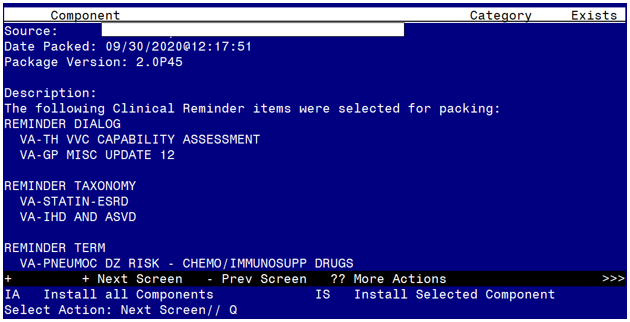 Component Category Exists
Source:
Date Packed: 09/30/2020@12:17:51
Package Version: 2.0P45
Description:
The following Clinical Reminder items were selected for packing:
REMINDER DIALOG
VA-TH VVC CAPABILITY ASSESSMENT
VA-GP MISC UPDATE 12
REMINDER TAXONOMY
VA-STATIN-ESRD
VA-IHD AND ASVD
REMINDER TERM
VA-PNEUMOC DZ RISK - CHEMO/IMMUNOSUPP DRUGS
+ + Next Screen - Prev Screen ?? More Actions >>>
IA Install all Components IS Install Selected Component
Select Action: Next Screen// Q